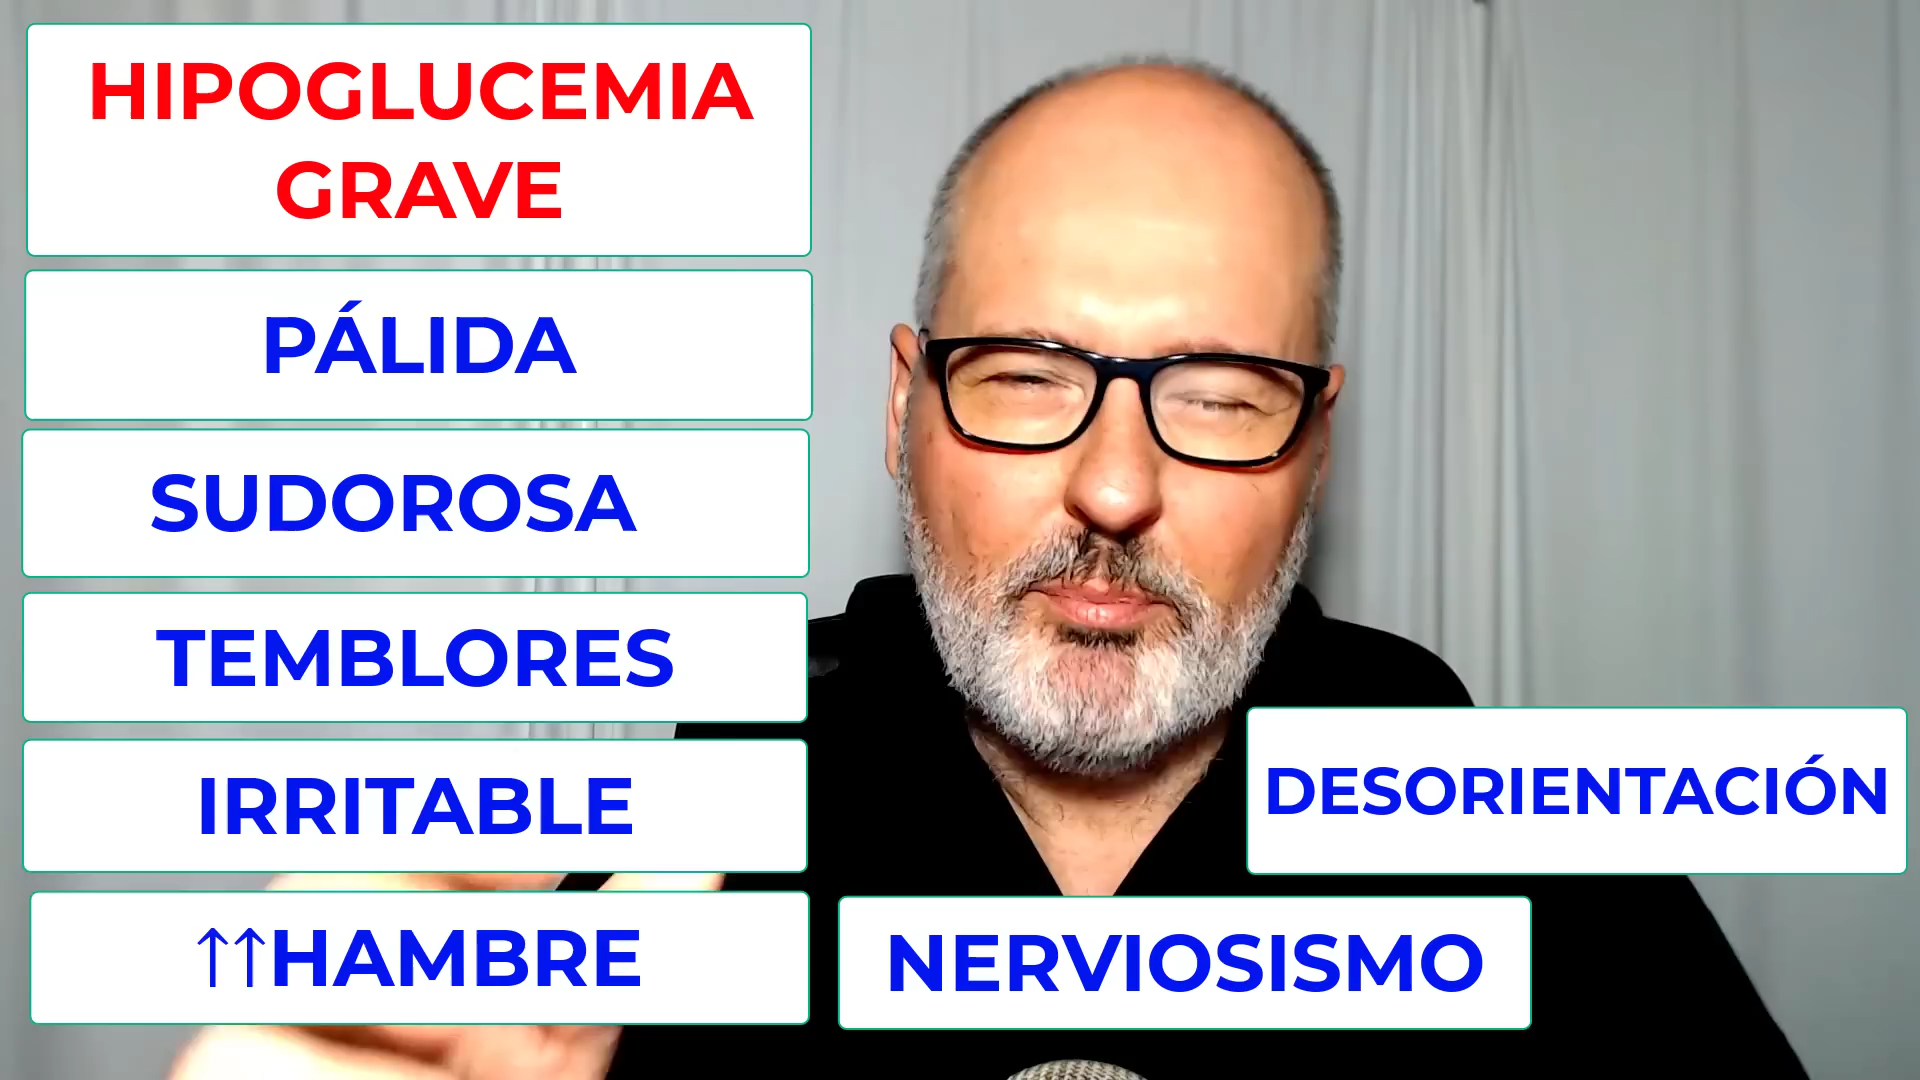 HIPOGLUCEMIA
GRAVE
PÁLIDA
SUDOROSA
TEMBLORES
IRRITABLE
↑↑HAMBRE
NERVIOSISMO
DESORIENTACIÓN